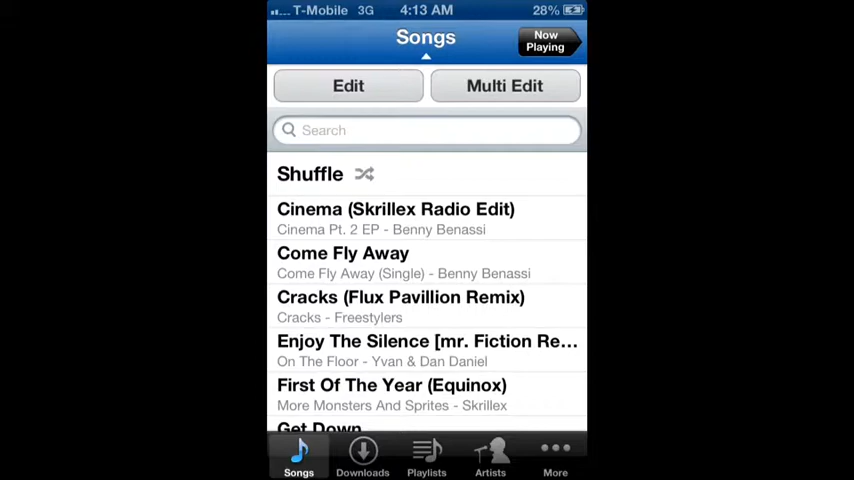 T-Mobile 3G 4:13 AM 28%
Songs
Now
Playing
Edit Multi Edit
Search
Shuffle
Cinema (Skrillex Radio Edit)
Cinema Pt. 2 EP - Benny Benassi
Come Fly Away
Come Fly Away (Single) - Benny Benassi
Cracks (Flux Pavillion Remix)
Cracks - Freestylers
Enjoy The Silence [mr. Fiction Re...
On The Floor - Yvan & Dan Daniel
First Of The Year (Equinox)
More Monsters And Sprites - Skrillex
Get Down
Songs Downloads Playlists Artists More